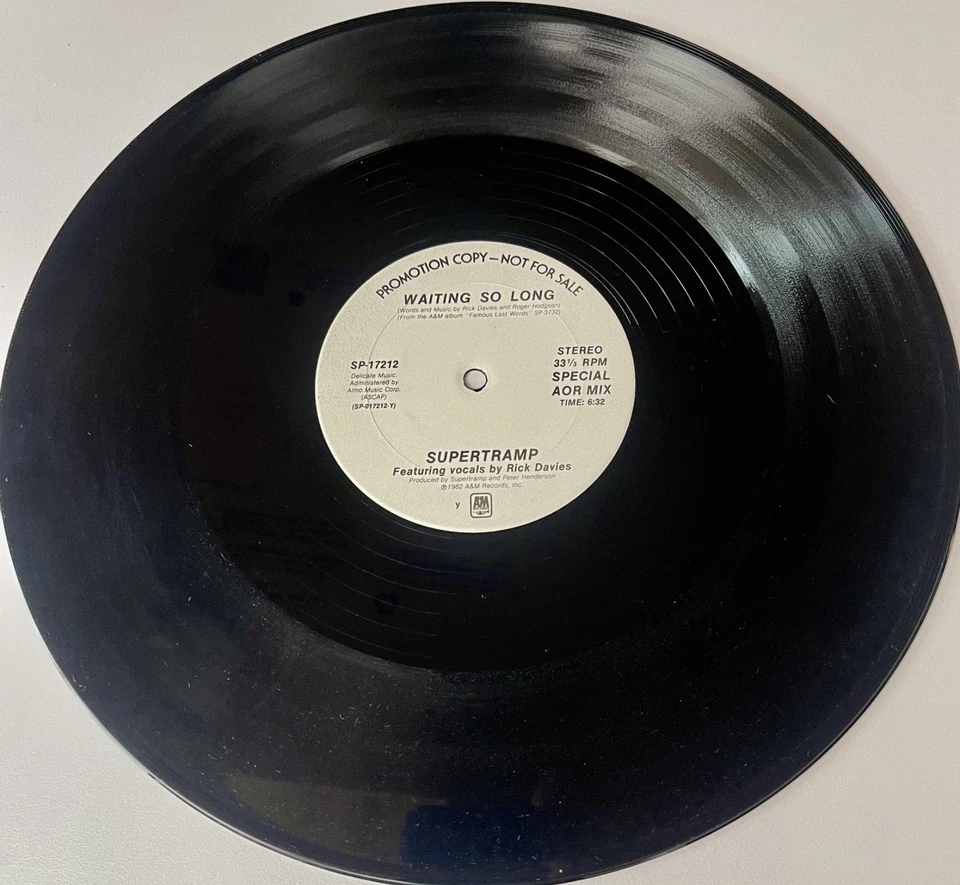 PROMOTION COPY—NOT FOR SALE
WAITING SO LONG
(Words and Music by Rick Davies and Roger Hodgson)
(From the A&M album "Famous Last Words" SP-3732)
SP-17212
Delicate Music.
Administered by
Almo Music Corp.
(ASCAP)
(SP-017212-Y)
STEREO
33⅓ RPM
SPECIAL
AOR MIX
TIME: 6:32
SUPERTRAMP
Featuring vocals by Rick Davies
Produced by Supertramp and Peter Henderson
℗1982 A&M Records, Inc.
y
A&M